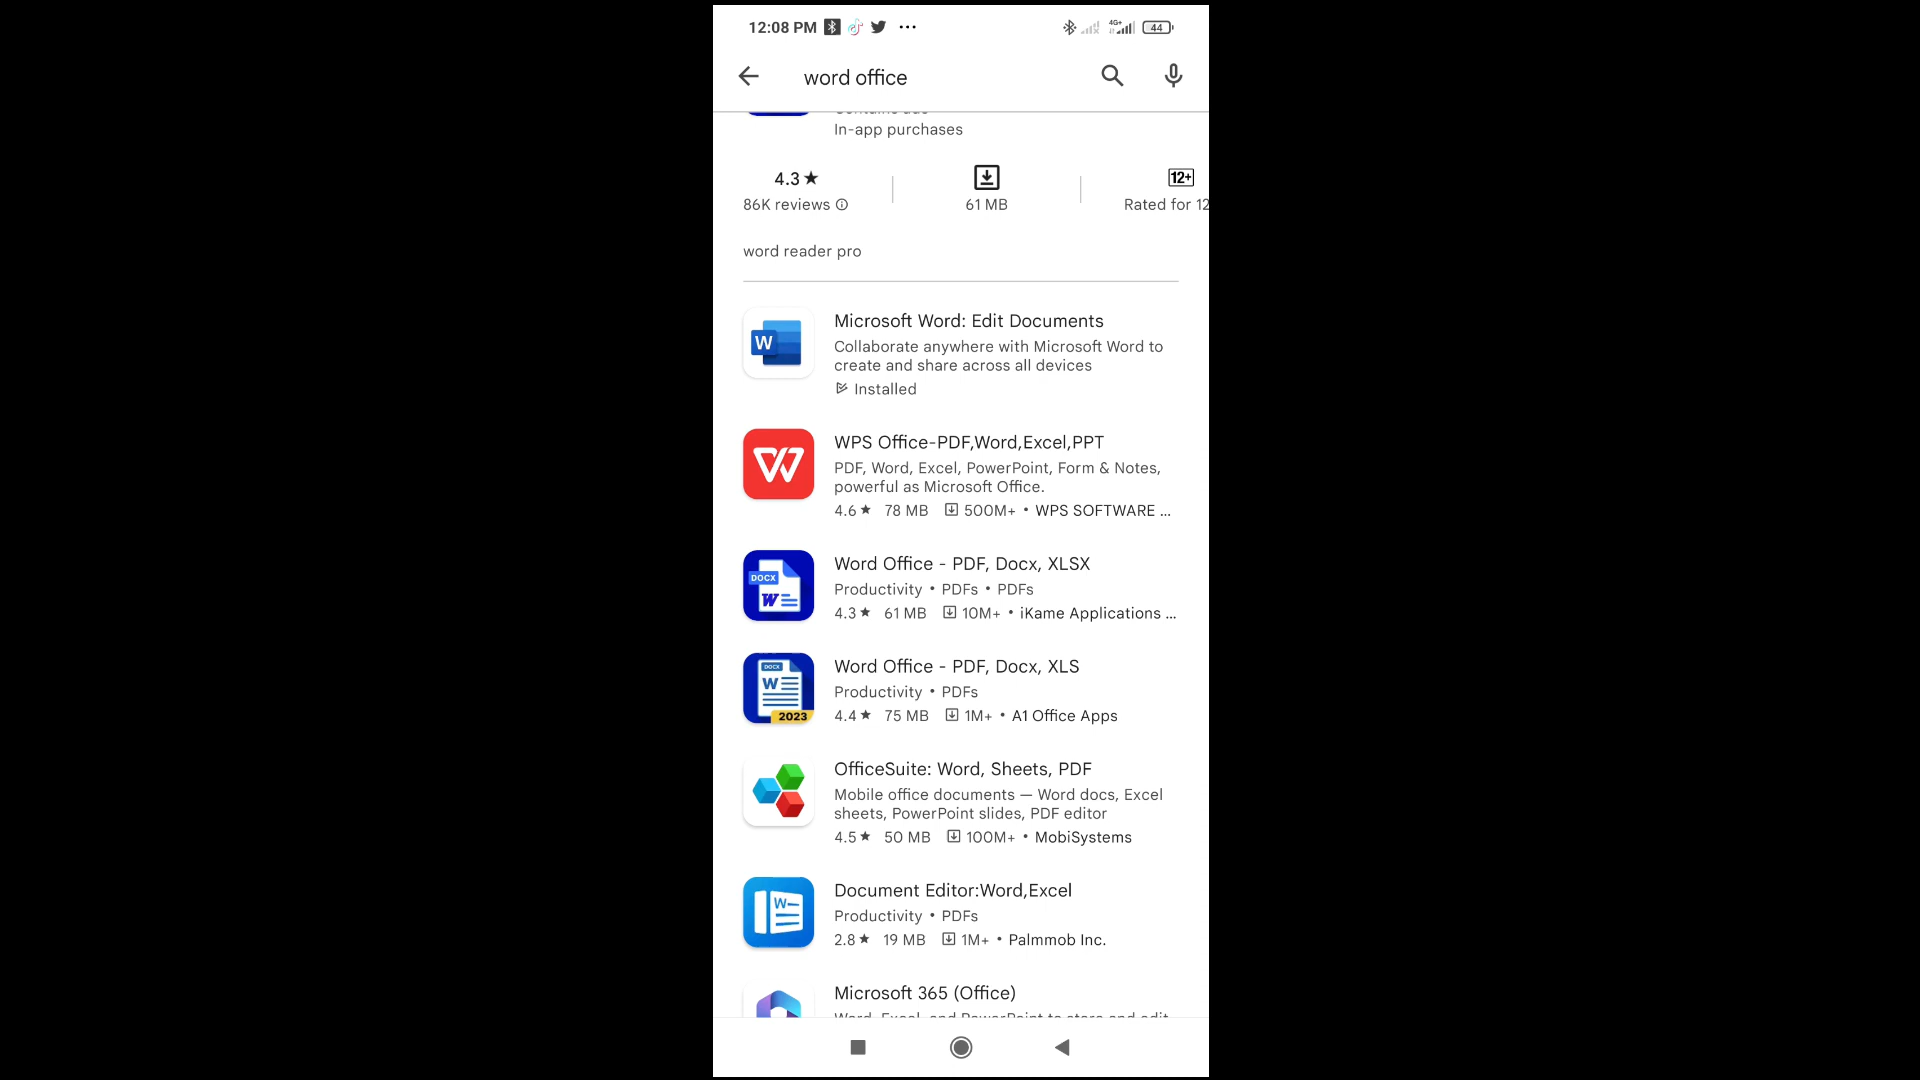 12:08 PM
4G+
44
word office
In-app purchases
4.3★
61 MB
12+
86K reviews
Rated for 12
word reader pro
W
Microsoft Word: Edit Documents
Collaborate anywhere with Microsoft Word to
create and share across all devices
Installed
WPS Office-PDF,Word,Excel,PPT
PDF, Word, Excel, PowerPoint, Form & Notes,
powerful as Microsoft Office.
4.6★ 78 MB 500M+ • WPS SOFTWARE ...
DOCX
W
Word Office - PDF, Docx, XLSX
Productivity • PDFs • PDFs
4.3★ 61 MB 10M+ • iKame Applications ...
DOCX
W
2023
Word Office - PDF, Docx, XLS
Productivity • PDFs
4.4★ 75 MB 1M+ • A1 Office Apps
OfficeSuite: Word, Sheets, PDF
Mobile office documents — Word docs, Excel
sheets, PowerPoint slides, PDF editor
4.5★ 50 MB 100M+ • MobiSystems
W
Document Editor:Word,Excel
Productivity • PDFs
2.8★ 19 MB 1M+ • Palmmob Inc.
Microsoft 365 (Office)
Word, Excel, and PowerPoint to store and edit